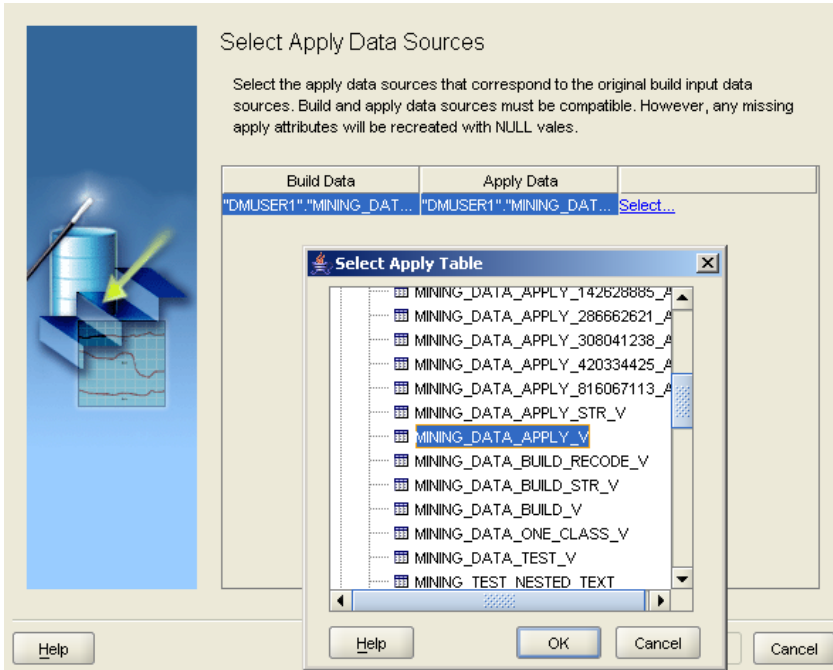 Select Apply Data Sources
Select the apply data sources that correspond to the original build input data
sources. Build and apply data sources must be compatible. However, any missing
apply attributes will be recreated with NULL vales.
Build Data Apply Data
"DMUSER1"."MINING_DAT... "DMUSER1"."MINING_DAT... Select...
Select Apply Table
MINING_DATA_APPLY_142628885_A
MINING_DATA_APPLY_286662621_A
MINING_DATA_APPLY_308041238_A
MINING_DATA_APPLY_420334425_A
MINING_DATA_APPLY_816067113_A
MINING_DATA_APPLY_STR_V
MINING_DATA_APPLY_V
MINING_DATA_BUILD_RECODE_V
MINING_DATA_BUILD_STR_V
MINING_DATA_BUILD_V
MINING_DATA_ONE_CLASS_V
MINING_DATA_TEST_V
MINING_TEST_NESTED_TEXT
Help OK Cancel
Help Cancel